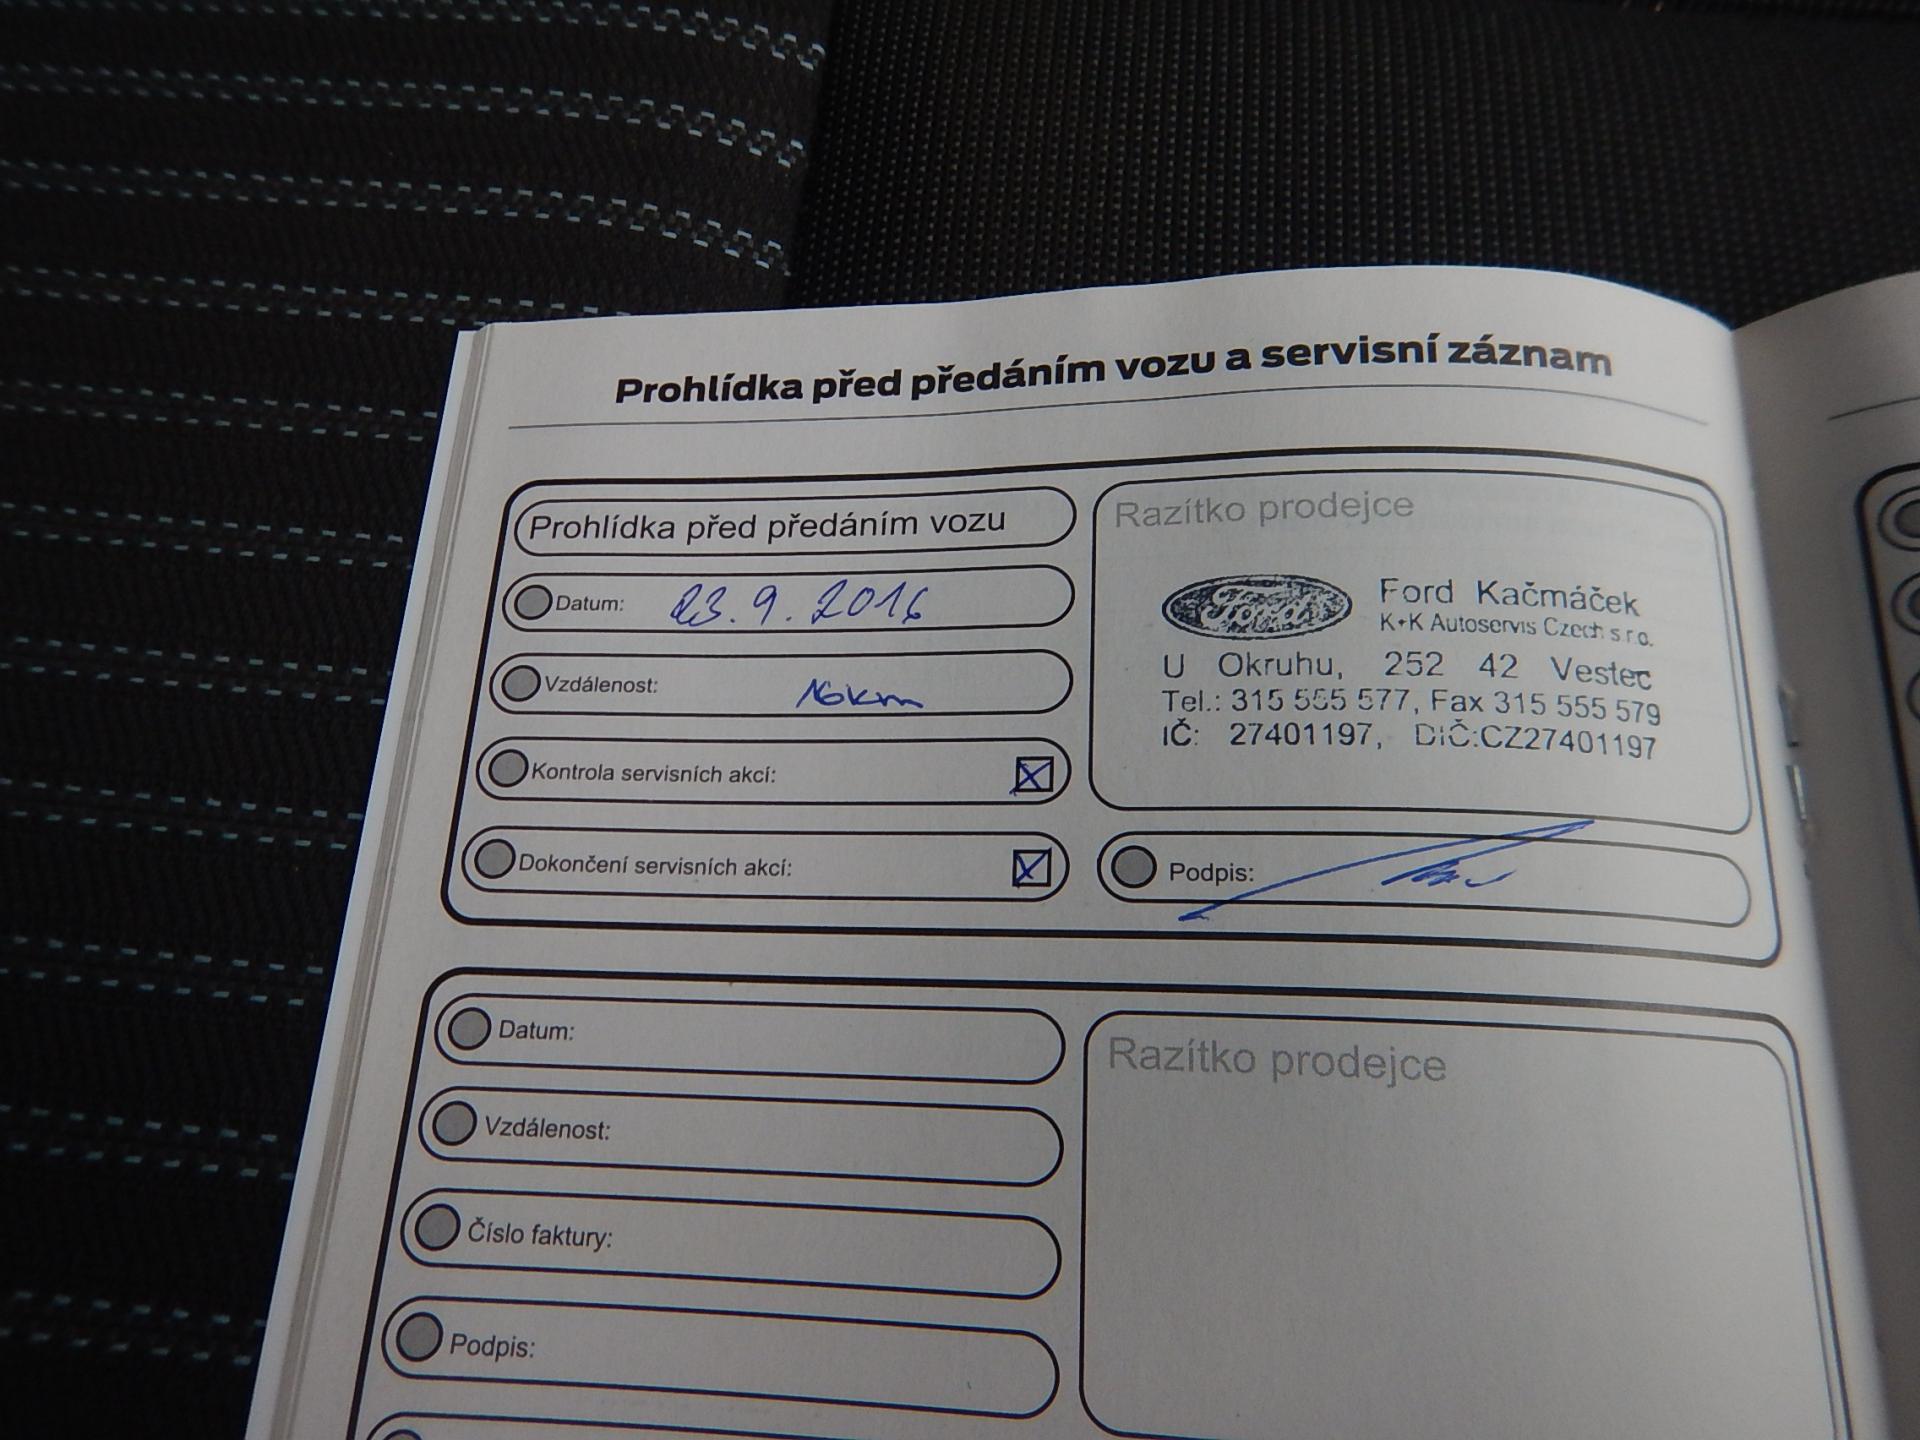 Prohlídka před předáním vozu a servisní záznam
Prohlídka před předáním vozu
Datum: 23.9.2016
Vzdálenost: 16km
Kontrola servisních akcí:
Dokončení servisních akcí:
Razítko prodejce
Ford
Ford Kačmáček
K+K Autoservis Czech s.r.o.
U Okruhu, 252 42 Vestec
Tel.: 315 555 577, Fax 315 555 579
IČ: 27401197, DIČ:CZ27401197
Podpis:
Datum:
Vzdálenost:
Číslo faktury:
Podpis:
Razítko prodejce